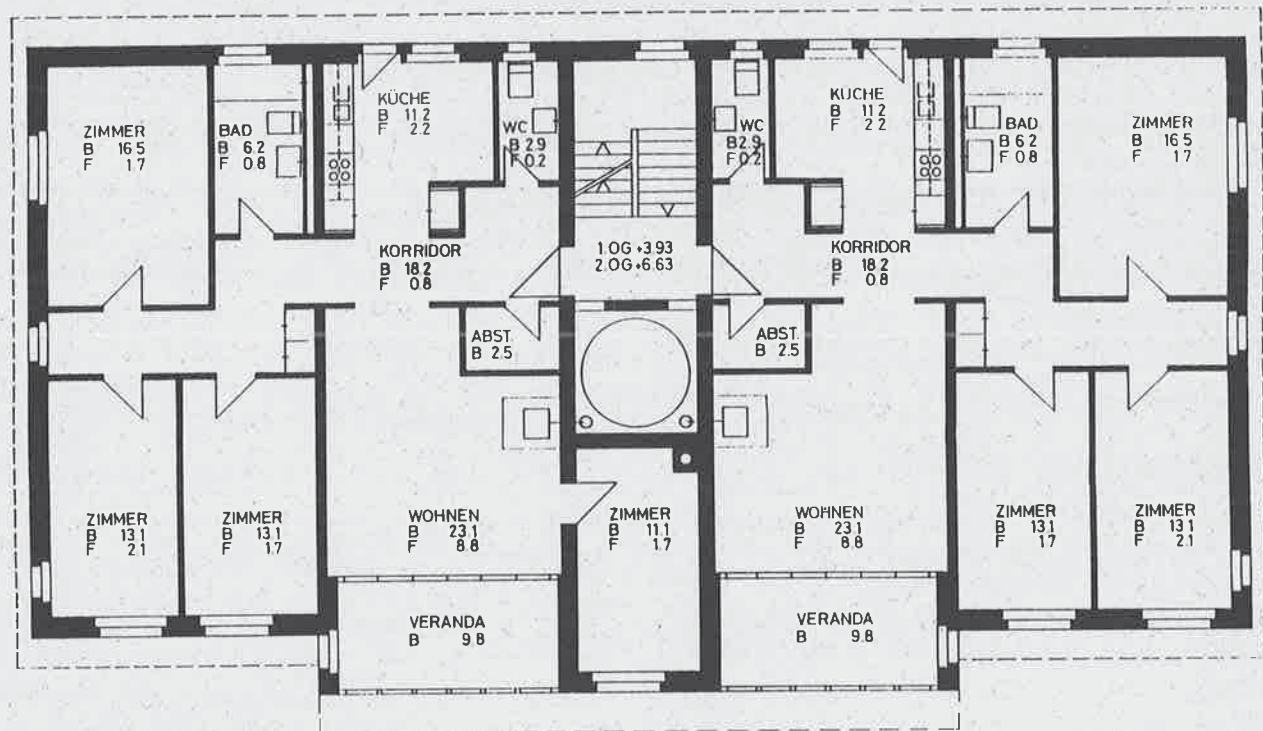 ZIMMER
B 16.5
F 1.7
BAD
B 6.2
F 0.8
KÜCHE
B 11.2
F 2.2
WC
B 2.9
F 0.2
WC
B 2.9
F 0.2
KÜCHE
B 11.2
F 2.2
BAD
B 6.2
F 0.8
ZIMMER
B 16.5
F 1.7
KORRIDOR
B 18.2
F 0.8
1.OG +3.93
2.OG +6.63
KORRIDOR
B 18.2
F 0.8
ABST.
B 2.5
ABST.
B 2.5
ZIMMER
B 13.1
F 2.1
ZIMMER
B 13.1
F 1.7
WOHNEN
B 23.1
F 8.8
ZIMMER
B 11.1
F 1.7
WOHNEN
B 23.1
F 8.8
ZIMMER
B 13.1
F 1.7
ZIMMER
B 13.1
F 2.1
VERANDA
B 9.8
VERANDA
B 9.8